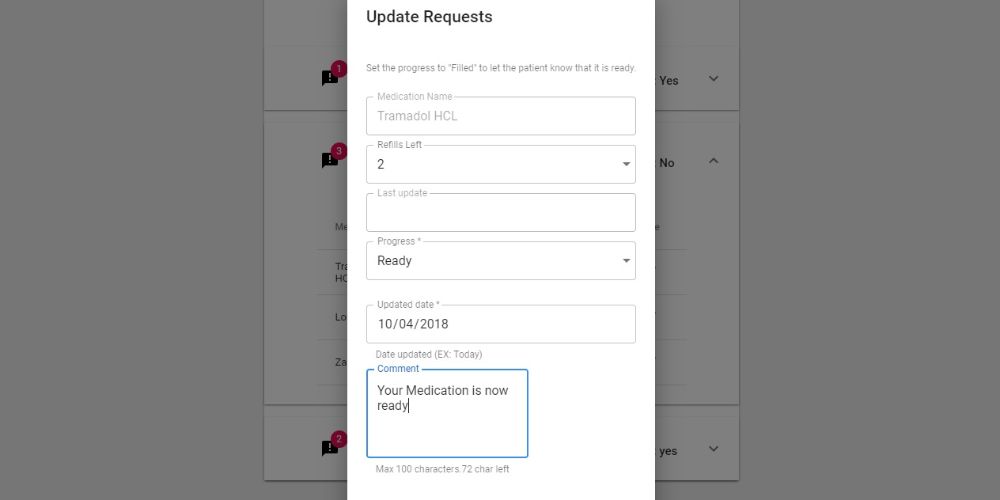 Update Requests
Set the progress to "Filled" to let the patient know that it is ready.
1
: Yes
Medication Name
Tramadol HCL
Refills Left
2
3
: No
Last update
Me
e
Progress *
Ready
Tra
HC
Updated date *
10/04/2018
Lo
Date updated (EX: Today)
Za
Comment
Your Medication is now
ready
2
: yes
Max 100 characters.72 char left